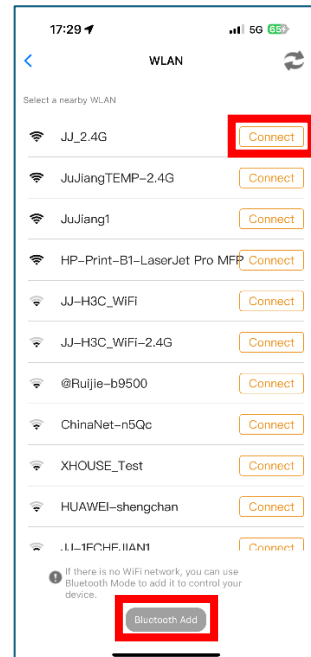 17:29 5G 65
WLAN
Select a nearby WLAN
JJ_2.4G Connect
JuJiangTEMP-2.4G Connect
JuJiang1 Connect
HP-Print-B1-LaserJet Pro MFP Connect
JJ-H3C_WiFi Connect
JJ-H3C_WiFi-2.4G Connect
@Ruijie-b9500 Connect
ChinaNet-n5Qc Connect
XHOUSE_Test Connect
HUAWEI-shengchan Connect
Connect
If there is no WiFi network, you can use
Bluetooth Mode to add it to control your
device.
Bluctooth Add